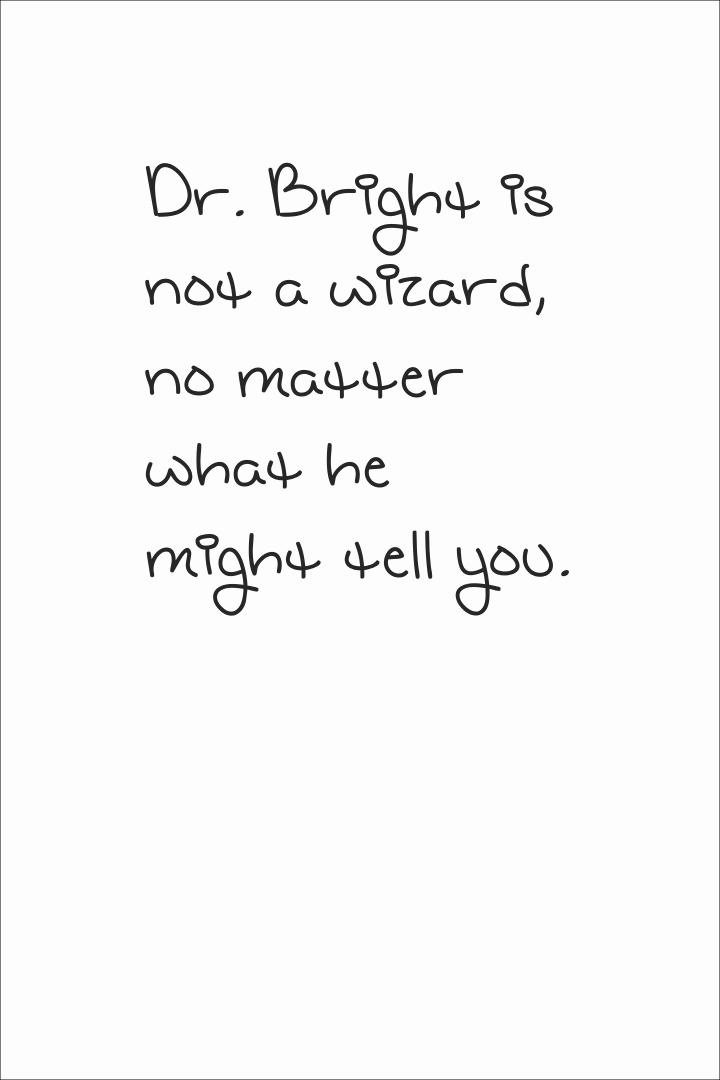 Dr. Bright is
not a wizard,
no matter
what he
might tell you.